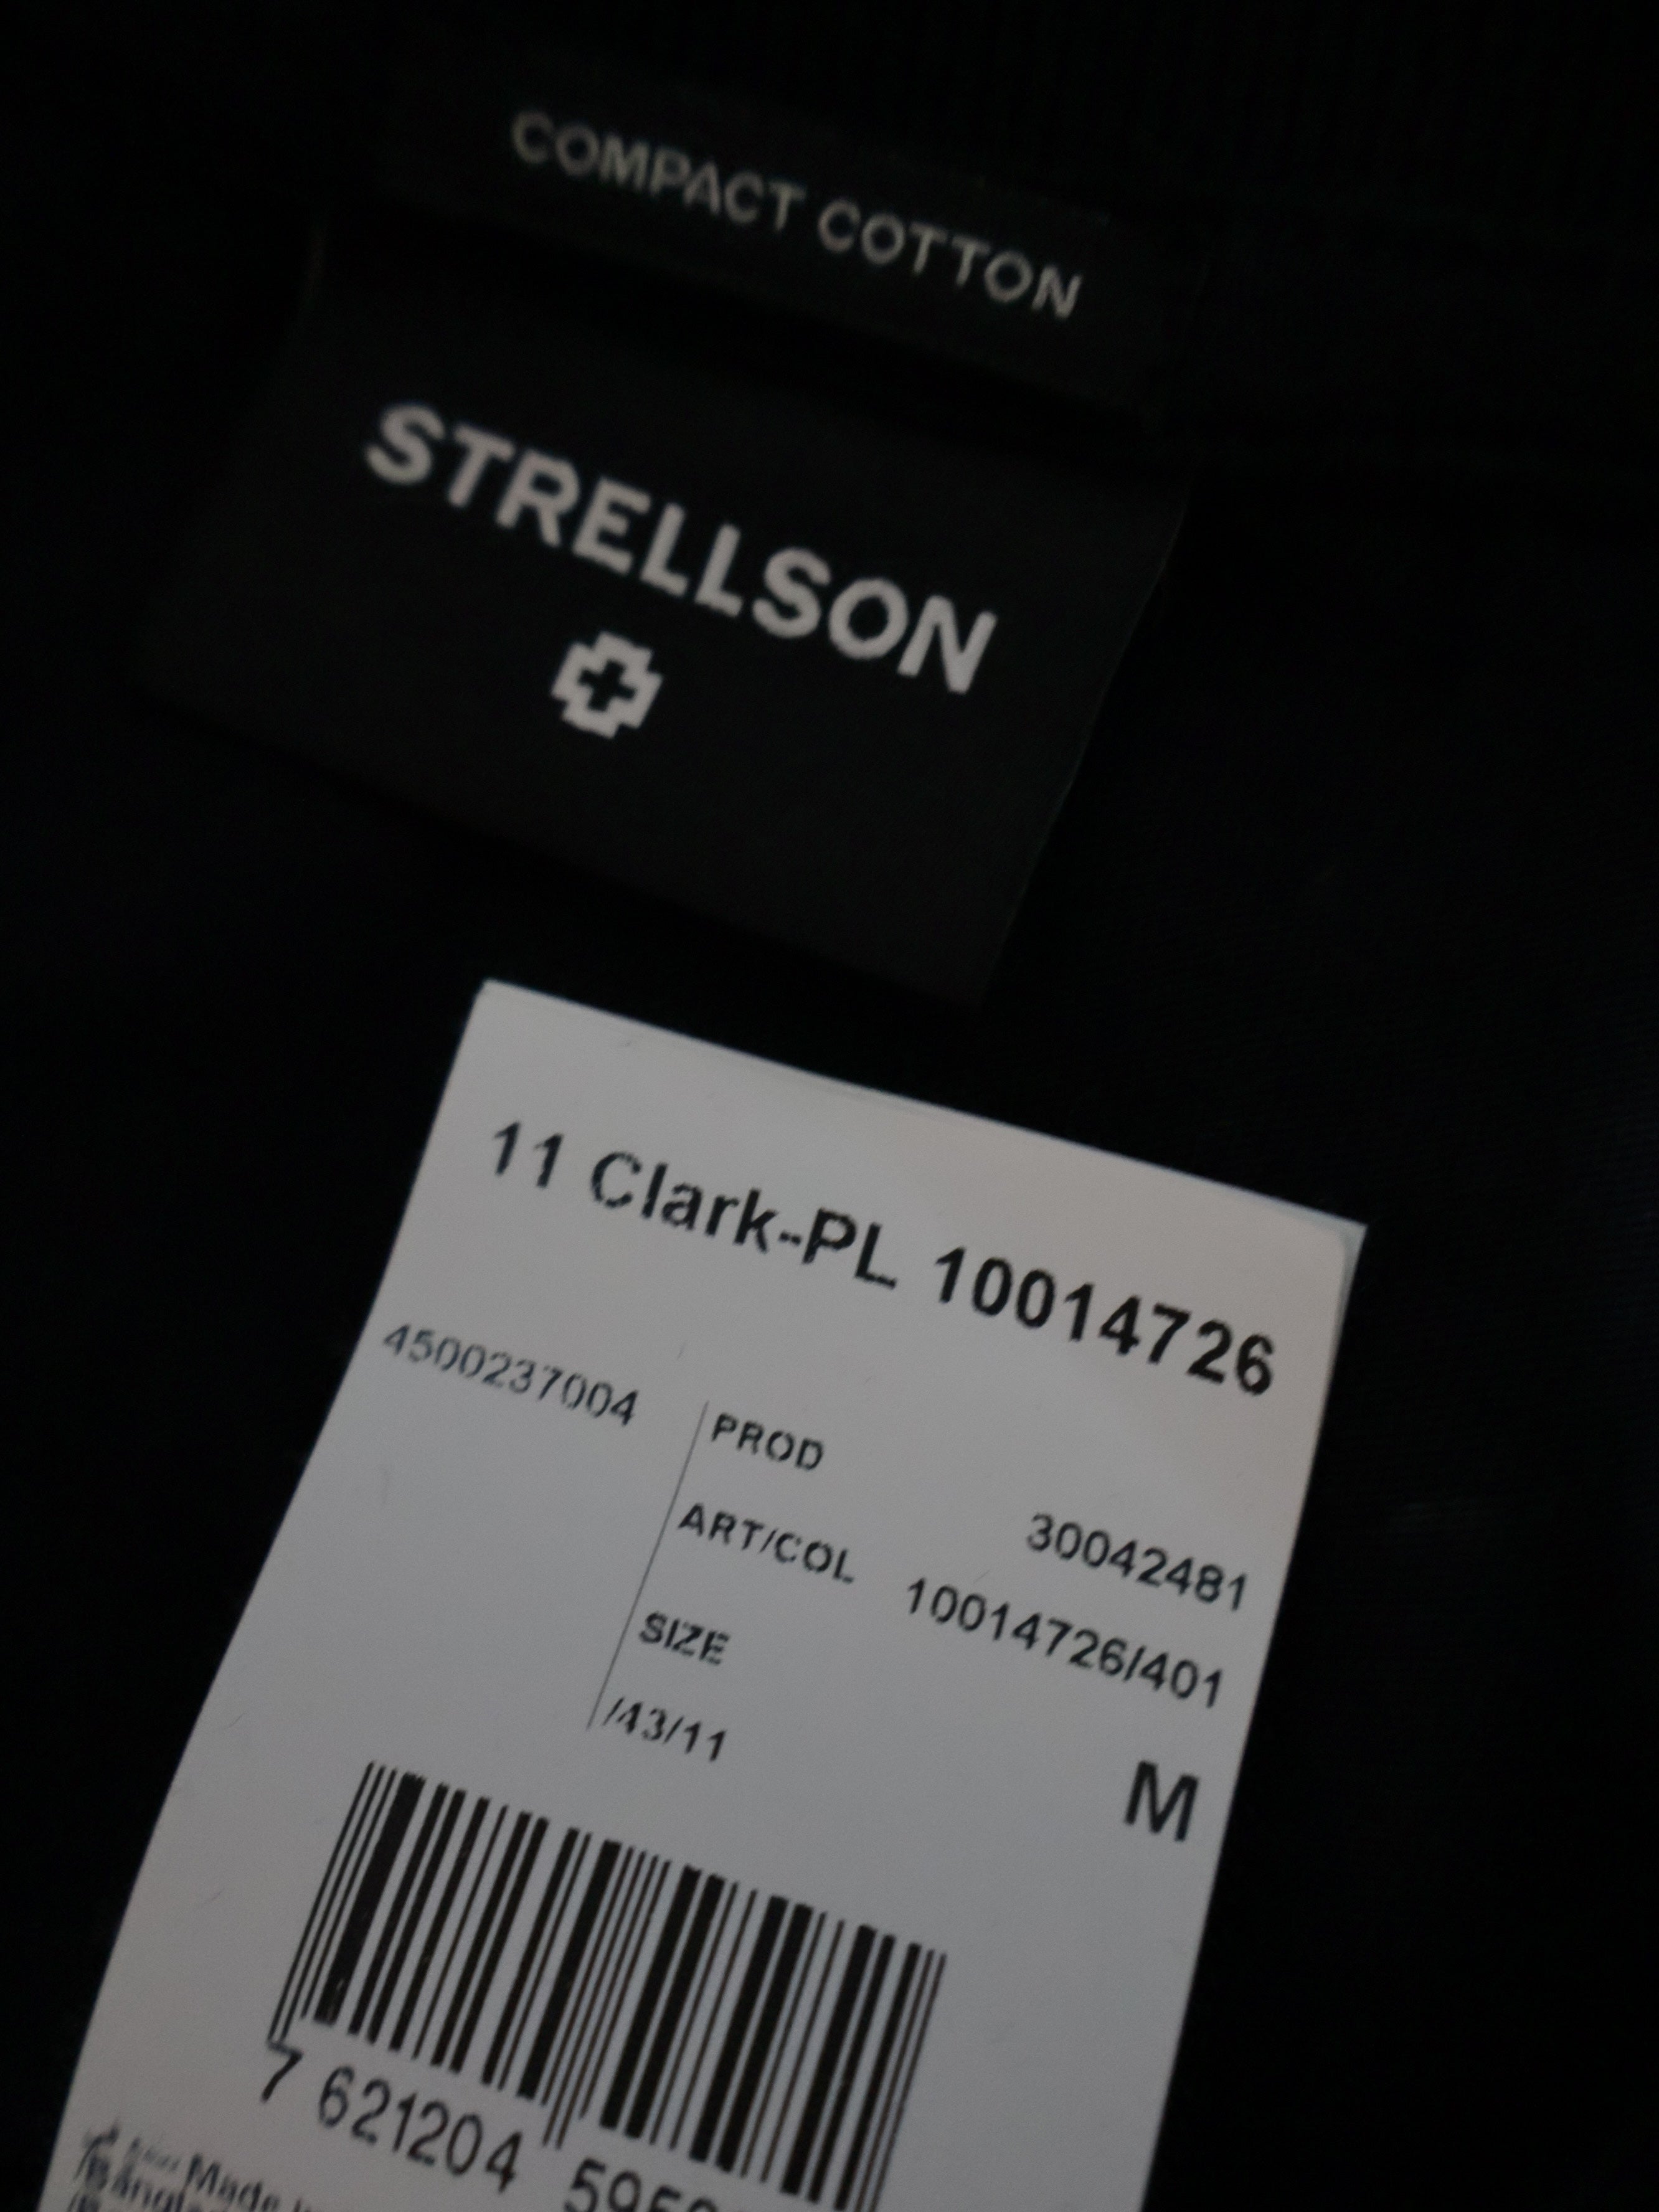 COMPACT COTTON
STRELLSON
11 Clark-PL 10014726
4500237004
PROD 30042481
ART/COL 10014726/401
SIZE M
/43/11
7 621204
Made